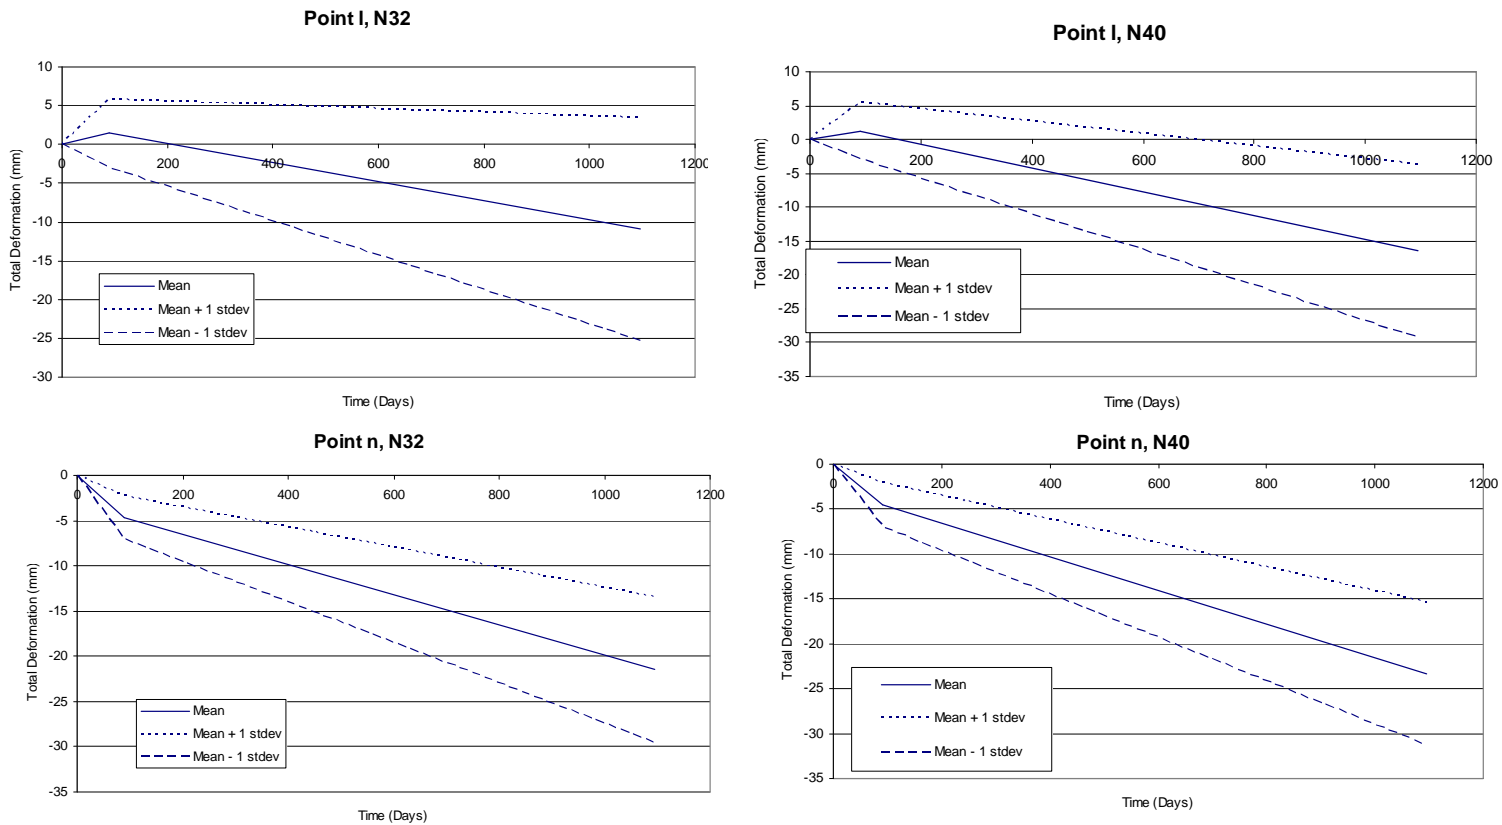 Point l, N32
10
5
0
-5
-10
-15
-20
-25
-30
0 200 400 600 800 1000 1200
Total Deformation (mm)
Time (Days)
Mean
Mean + 1 stdev
Mean - 1 stdev
Point l, N40
10
5
0
-5
-10
-15
-20
-25
-30
-35
0 200 400 600 800 1000 1200
Total Deformation (mm)
Time (Days)
Mean
Mean + 1 stdev
Mean - 1 stdev
Point n, N32
0
-5
-10
-15
-20
-25
-30
-35
0 200 400 600 800 1000 1200
Total Deformation (mm)
Time (Days)
Mean
Mean + 1 stdev
Mean - 1 stdev
Point n, N40
0
-5
-10
-15
-20
-25
-30
-35
0 200 400 600 800 1000 1200
Total Deformation (mm)
Time (Days)
Mean
Mean + 1 stdev
Mean - 1 stdev